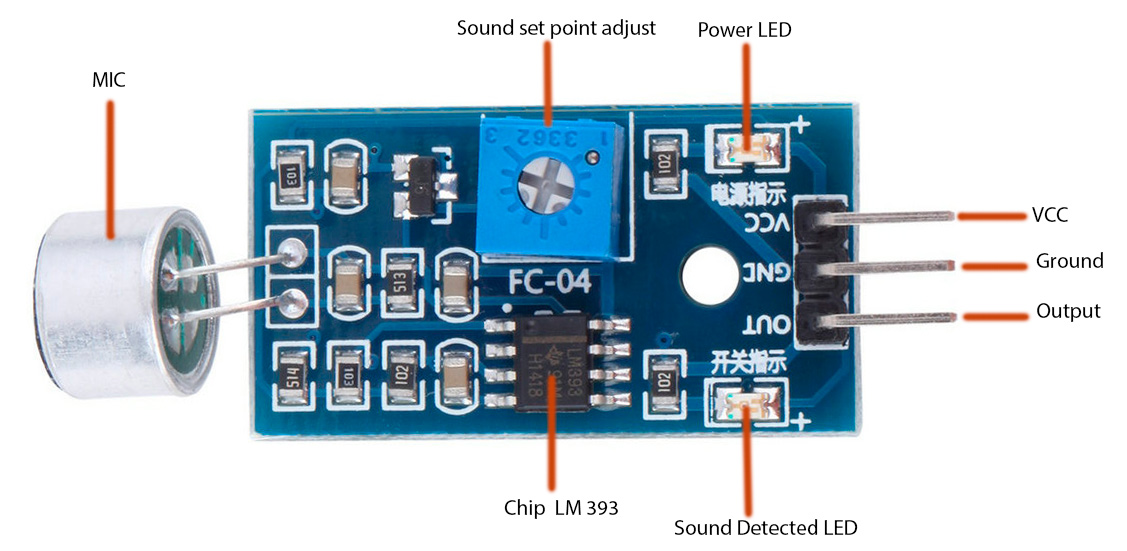 Sound set point adjust
Power LED
MIC
3 3362 1
103
102
电源指示
VCC
VCC
GND
Ground
513
FC-04
OUT
Output
开关指示
514
103
102
LM393
H1418
102
Chip LM 393
Sound Detected LED